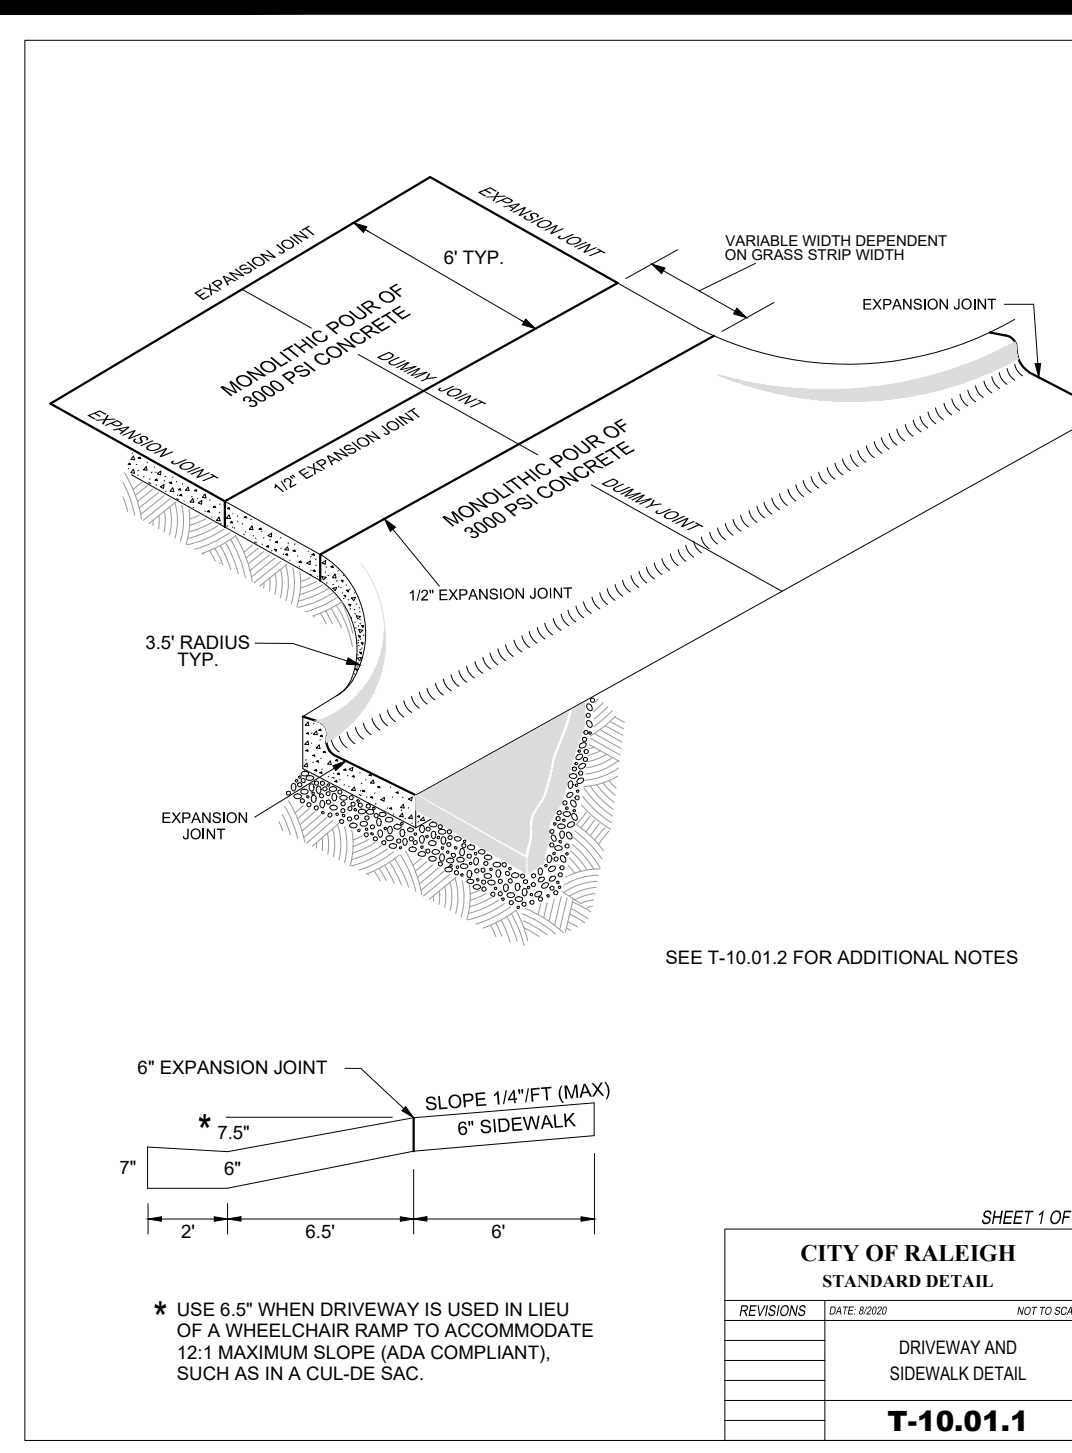 EXPANSION JOINT
EXPANSION JOINT
6' TYP.
VARIABLE WIDTH DEPENDENT
ON GRASS STRIP WIDTH
EXPANSION JOINT
MONOLITHIC POUR OF
3000 PSI CONCRETE
DUMMY JOINT
EXPANSION JOINT
1/2" EXPANSION JOINT
MONOLITHIC POUR OF
3000 PSI CONCRETE
DUMMY JOINT
1/2" EXPANSION JOINT
3.5' RADIUS
TYP.
EXPANSION
JOINT
SEE T-10.01.2 FOR ADDITIONAL NOTES
6" EXPANSION JOINT
SLOPE 1/4"/FT (MAX)
* 7.5"
6" SIDEWALK
7"
6"
2'
6.5'
6'
* USE 6.5" WHEN DRIVEWAY IS USED IN LIEU
OF A WHEELCHAIR RAMP TO ACCOMMODATE
12:1 MAXIMUM SLOPE (ADA COMPLIANT),
SUCH AS IN A CUL-DE SAC.
SHEET 1 OF
CITY OF RALEIGH
STANDARD DETAIL
REVISIONS
DATE: 8/2020
NOT TO SCA
DRIVEWAY AND
SIDEWALK DETAIL
T-10.01.1